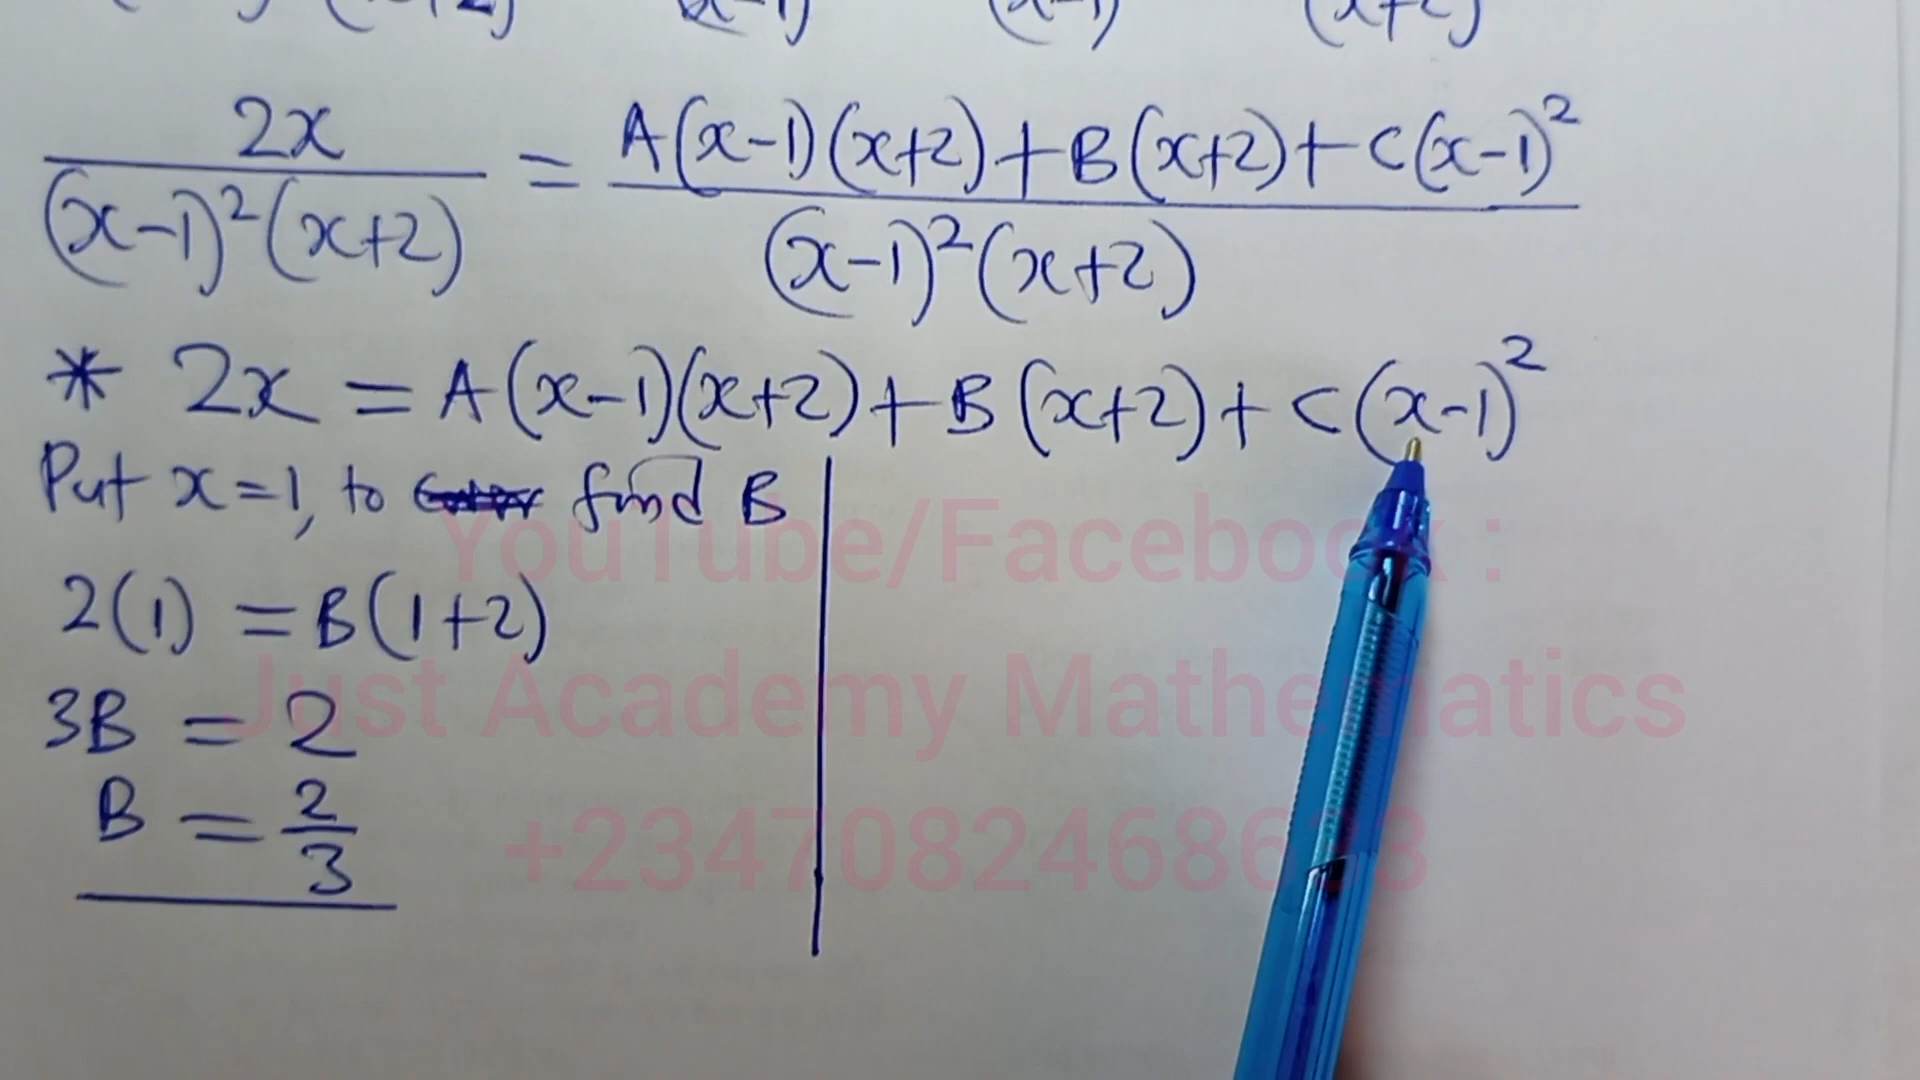 2x/((x-1)²(x+2)) = (A(x-1)(x+2)+B(x+2)+C(x-1)²)/((x-1)²(x+2))
* 2x = A(x-1)(x+2)+B(x+2)+C(x-1)²
Put x=1, to find B
2(1) = B(1+2)
3B = 2
B = 2/3
YouTube/Facebook :
Just Academy Mathematics